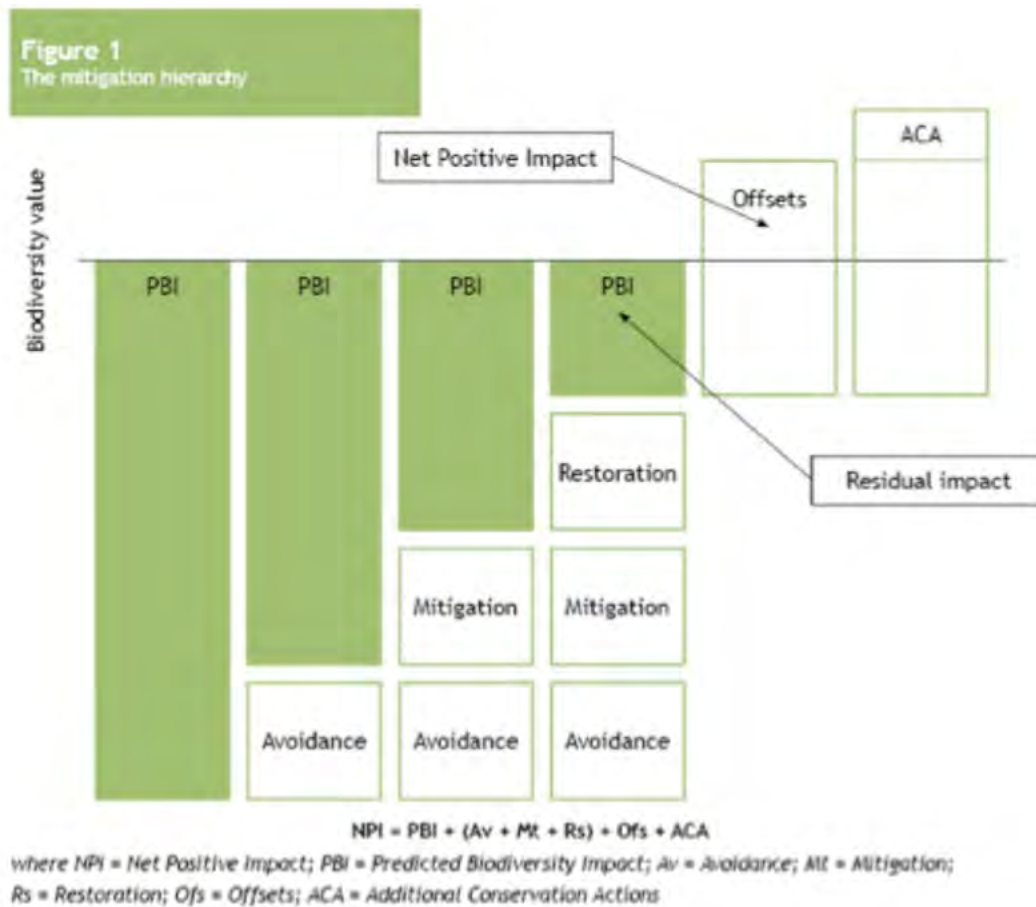 Figure 1
The mitigation hierarchy
ACA
Net Positive Impact
Offsets
Biodiversity value
PBI PBI PBI PBI
Restoration
Residual impact
Mitigation Mitigation
Avoidance Avoidance Avoidance
NPI = PBI + (Av + Mt + Rs) + Ofs + ACA
where NPI = Net Positive Impact; PBI = Predicted Biodiversity Impact; Av = Avoidance; Mt = Mitigation;
Rs = Restoration; Ofs = Offsets; ACA = Additional Conservation Actions